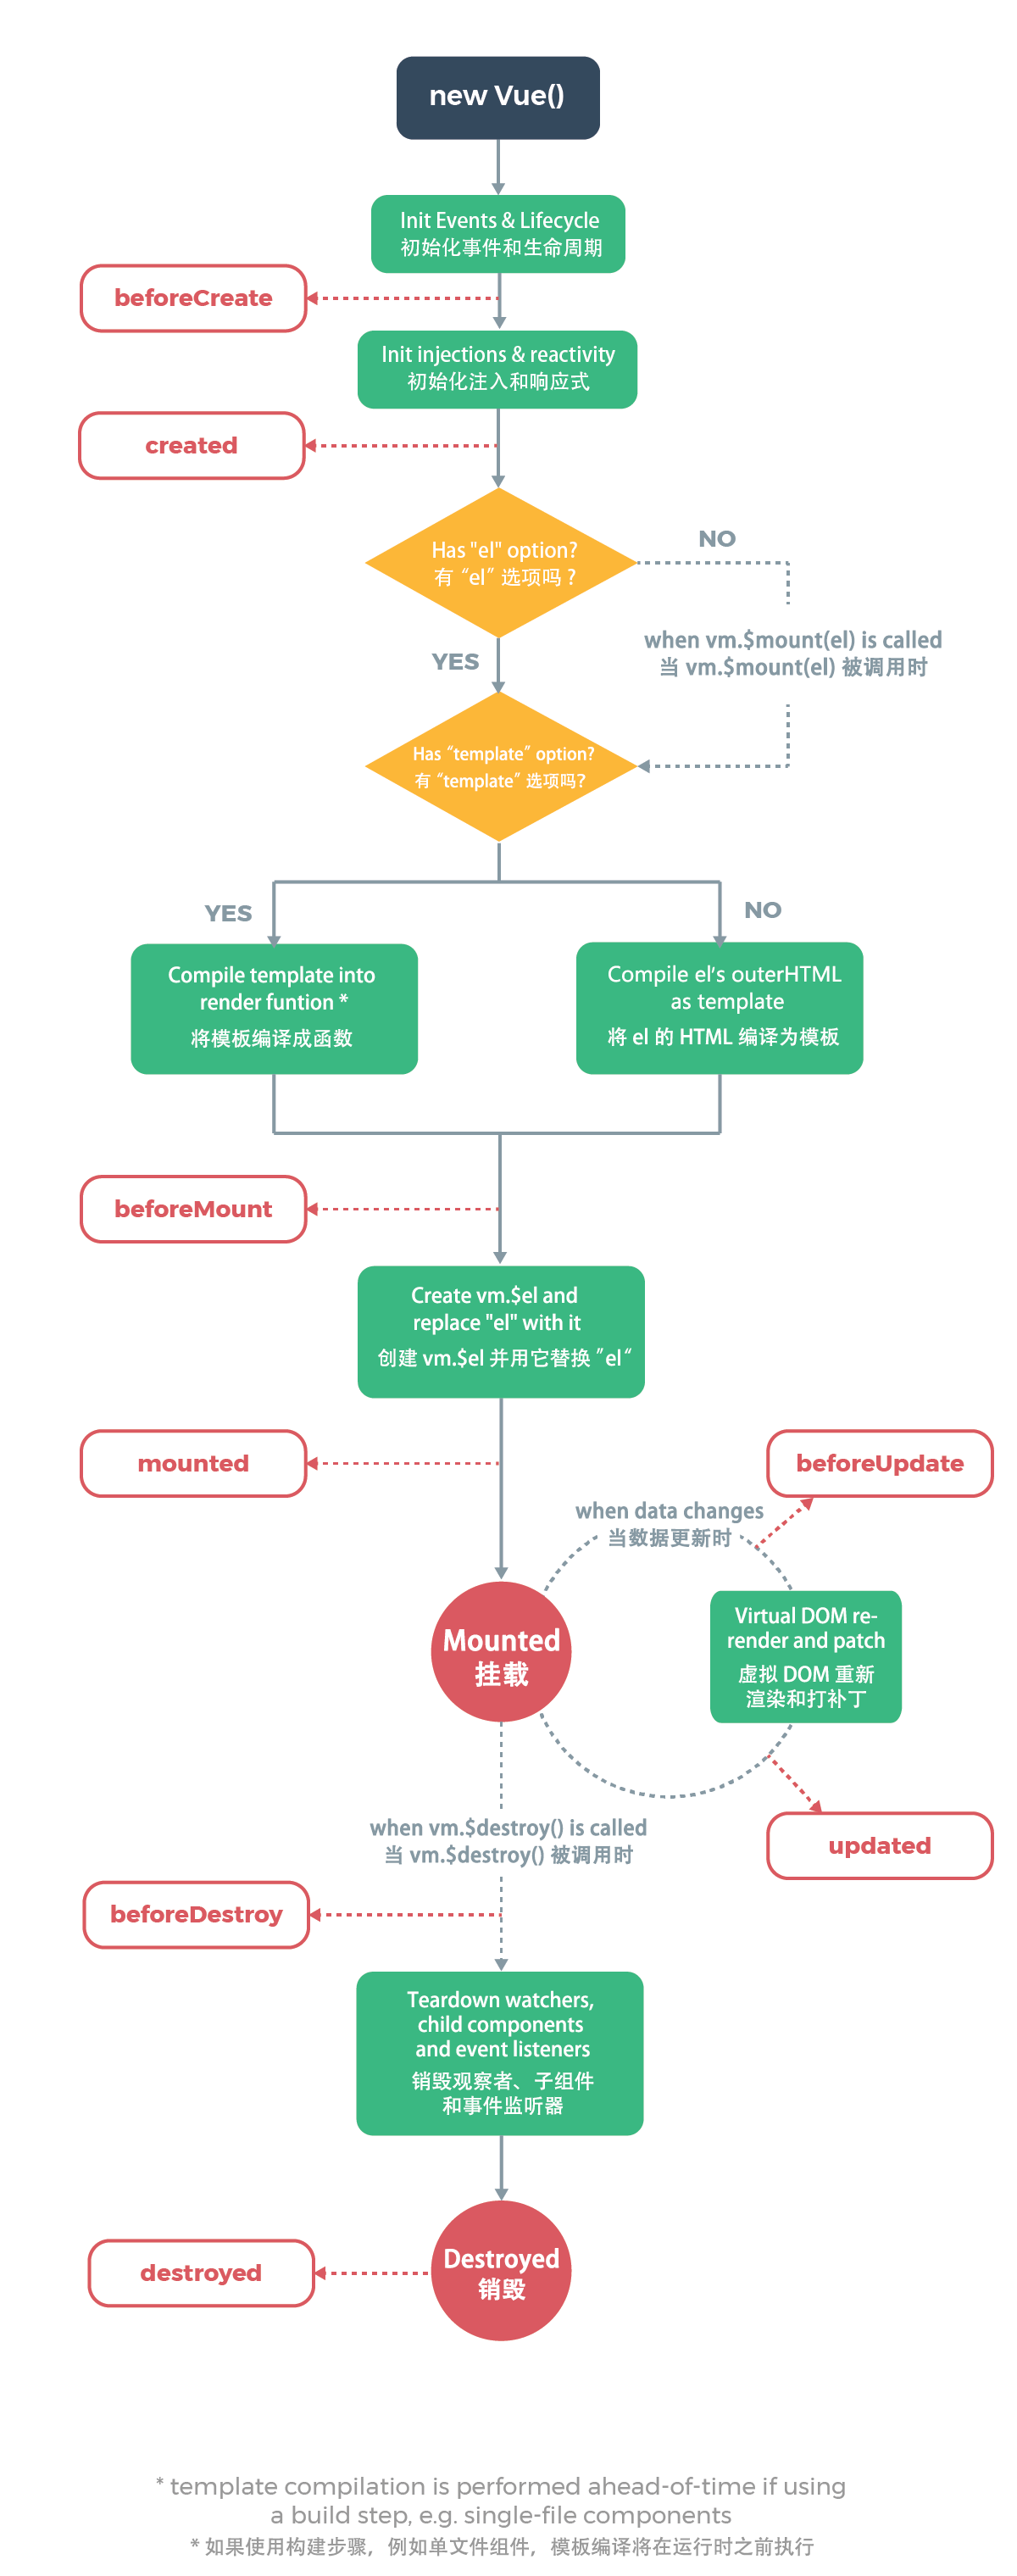 new Vue()
Init Events & Lifecycle
初始化事件和生命周期
beforeCreate
Init injections & reactivity
初始化注入和响应式
created
Has "el" option?
有 “el” 选项吗 ?
NO
when vm.$mount(el) is called
当 vm.$mount(el) 被调用时
YES
Has “template” option?
有 “template” 选项吗?
YES
NO
Compile template into
render funtion *
将模板编译成函数
Compile el's outerHTML
as template
将 el 的 HTML 编译为模板
beforeMount
Create vm.$el and
replace "el" with it
创建 vm.$el 并用它替换 ”el“
mounted
beforeUpdate
when data changes
当数据更新时
Virtual DOM re-
render and patch
虚拟 DOM 重新
渲染和打补丁
Mounted
挂载
when vm.$destroy() is called
当 vm.$destroy() 被调用时
updated
beforeDestroy
Teardown watchers,
child components
and event listeners
销毁观察者、子组件
和事件监听器
Destroyed
销毁
destroyed
* template compilation is performed ahead-of-time if using
a build step, e.g. single-file components
* 如果使用构建步骤，例如单文件组件，模板编译将在运行时之前执行